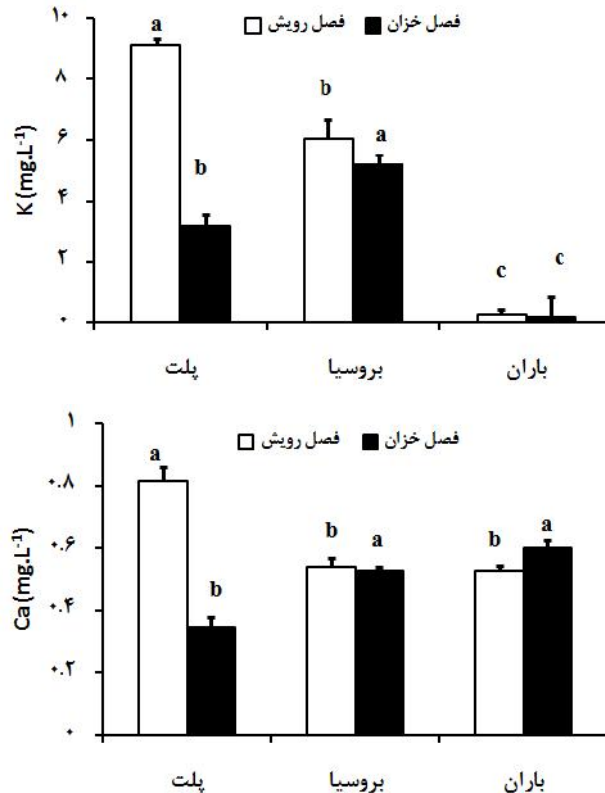 ۱۰
فصل رویش فصل خزان
a
b
b
a
c
c
۸
۶
۴
۲
۰
K (mg.L-1)
پلت بروسیا باران
۱
فصل رویش فصل خزان
a
b
b
a
b
a
۰.۸
۰.۶
۰.۴
۰.۲
۰
Ca (mg.L-1)
پلت بروسیا باران